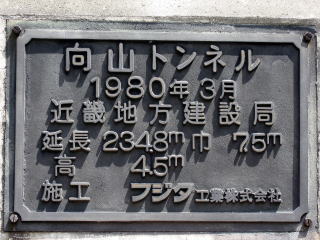 向山トンネル
1980年3月
近畿地方建設局
延長 234.8m 巾 7.5m
高 4.5m
施工 フジタ工業株式会社